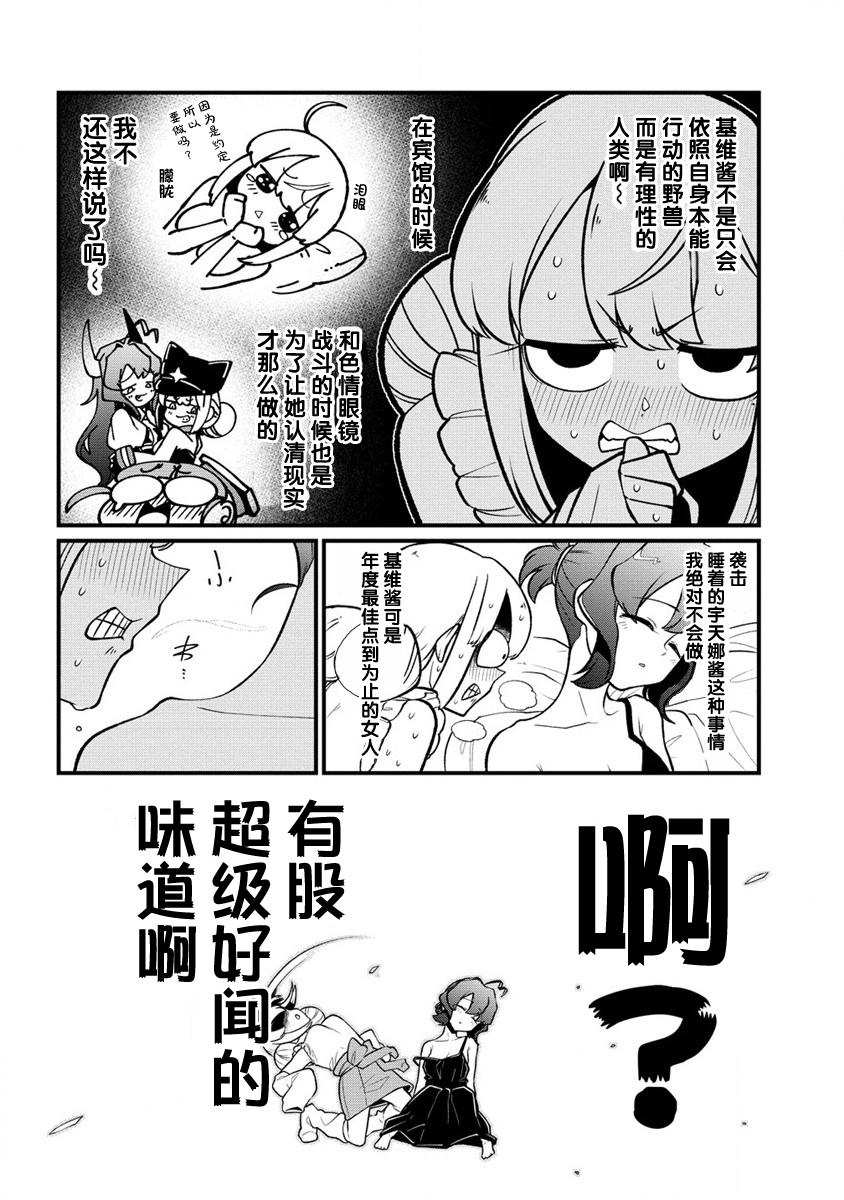 基维酱不是只会
依照自身本能
行动的野兽
而是有理性的
人类啊～
在宾馆的时候
因为是约定
所以
要做吗？
泪眼
朦胧
我不
还这样说了吗～
和色情眼镜
战斗的时候也是
为了让她认清现实
才那么做的
袭击
睡着的宇天娜酱这种事情
我绝对不会做
基维酱可是
年度最佳点到为止的女人
啊？
有股
超级好闻的
味道啊